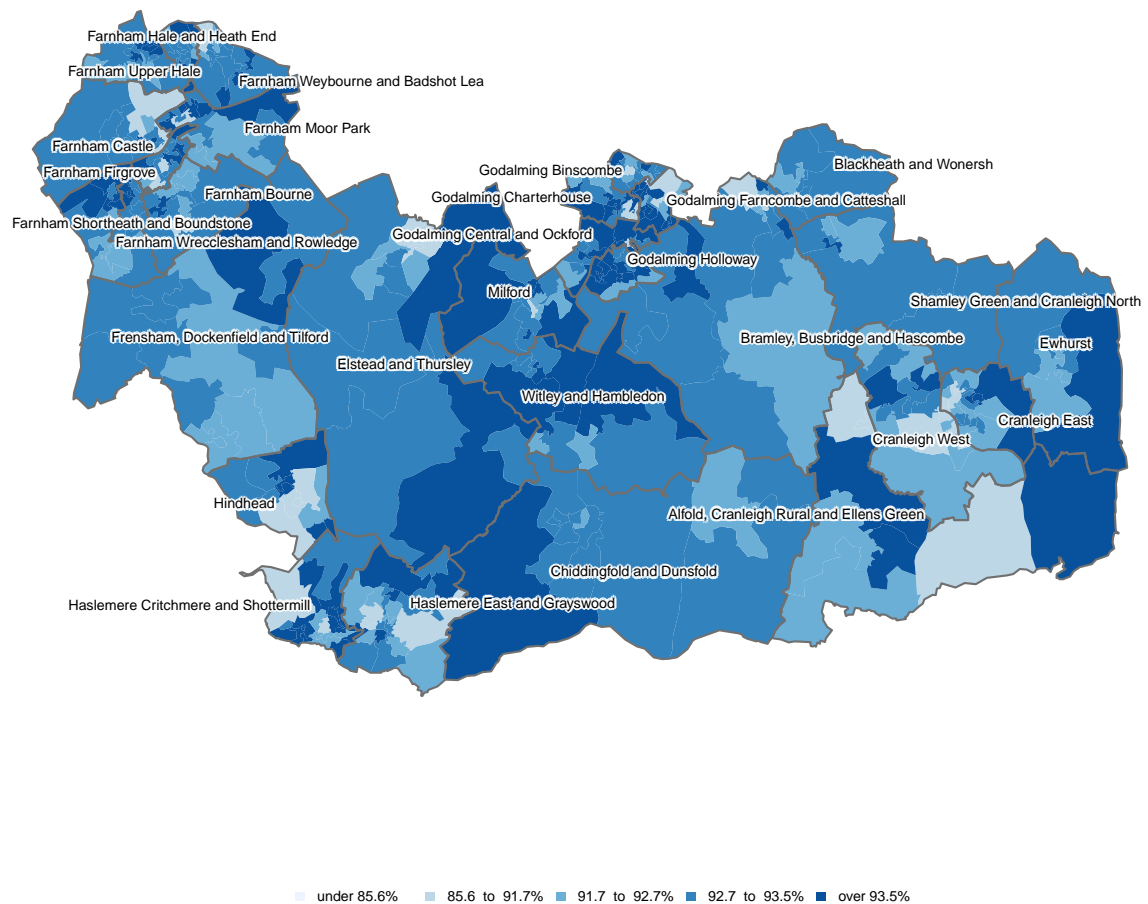 Farnham Hale and Heath End
Farnham Upper Hale
Farnham Weybourne and Badshot Lea
Farnham Moor Park
Farnham Castle
Farnham Firgrove
Farnham Bourne
Farnham Shortheath and Boundstone
Farnham Wrecclesham and Rowledge
Godalming Binscombe
Godalming Charterhouse
Godalming Farncombe and Catteshall
Godalming Central and Ockford
Godalming Holloway
Blackheath and Wonersh
Milford
Shamley Green and Cranleigh North
Frensham, Dockenfield and Tilford
Bramley, Busbridge and Hascombe
Ewhurst
Elstead and Thursley
Witley and Hambledon
Cranleigh East
Cranleigh West
Hindhead
Alfold, Cranleigh Rural and Ellens Green
Chiddingfold and Dunsfold
Haslemere Critchmere and Shottermill
Haslemere East and Grayswood
under 85.6% 85.6 to 91.7% 91.7 to 92.7% 92.7 to 93.5% over 93.5%